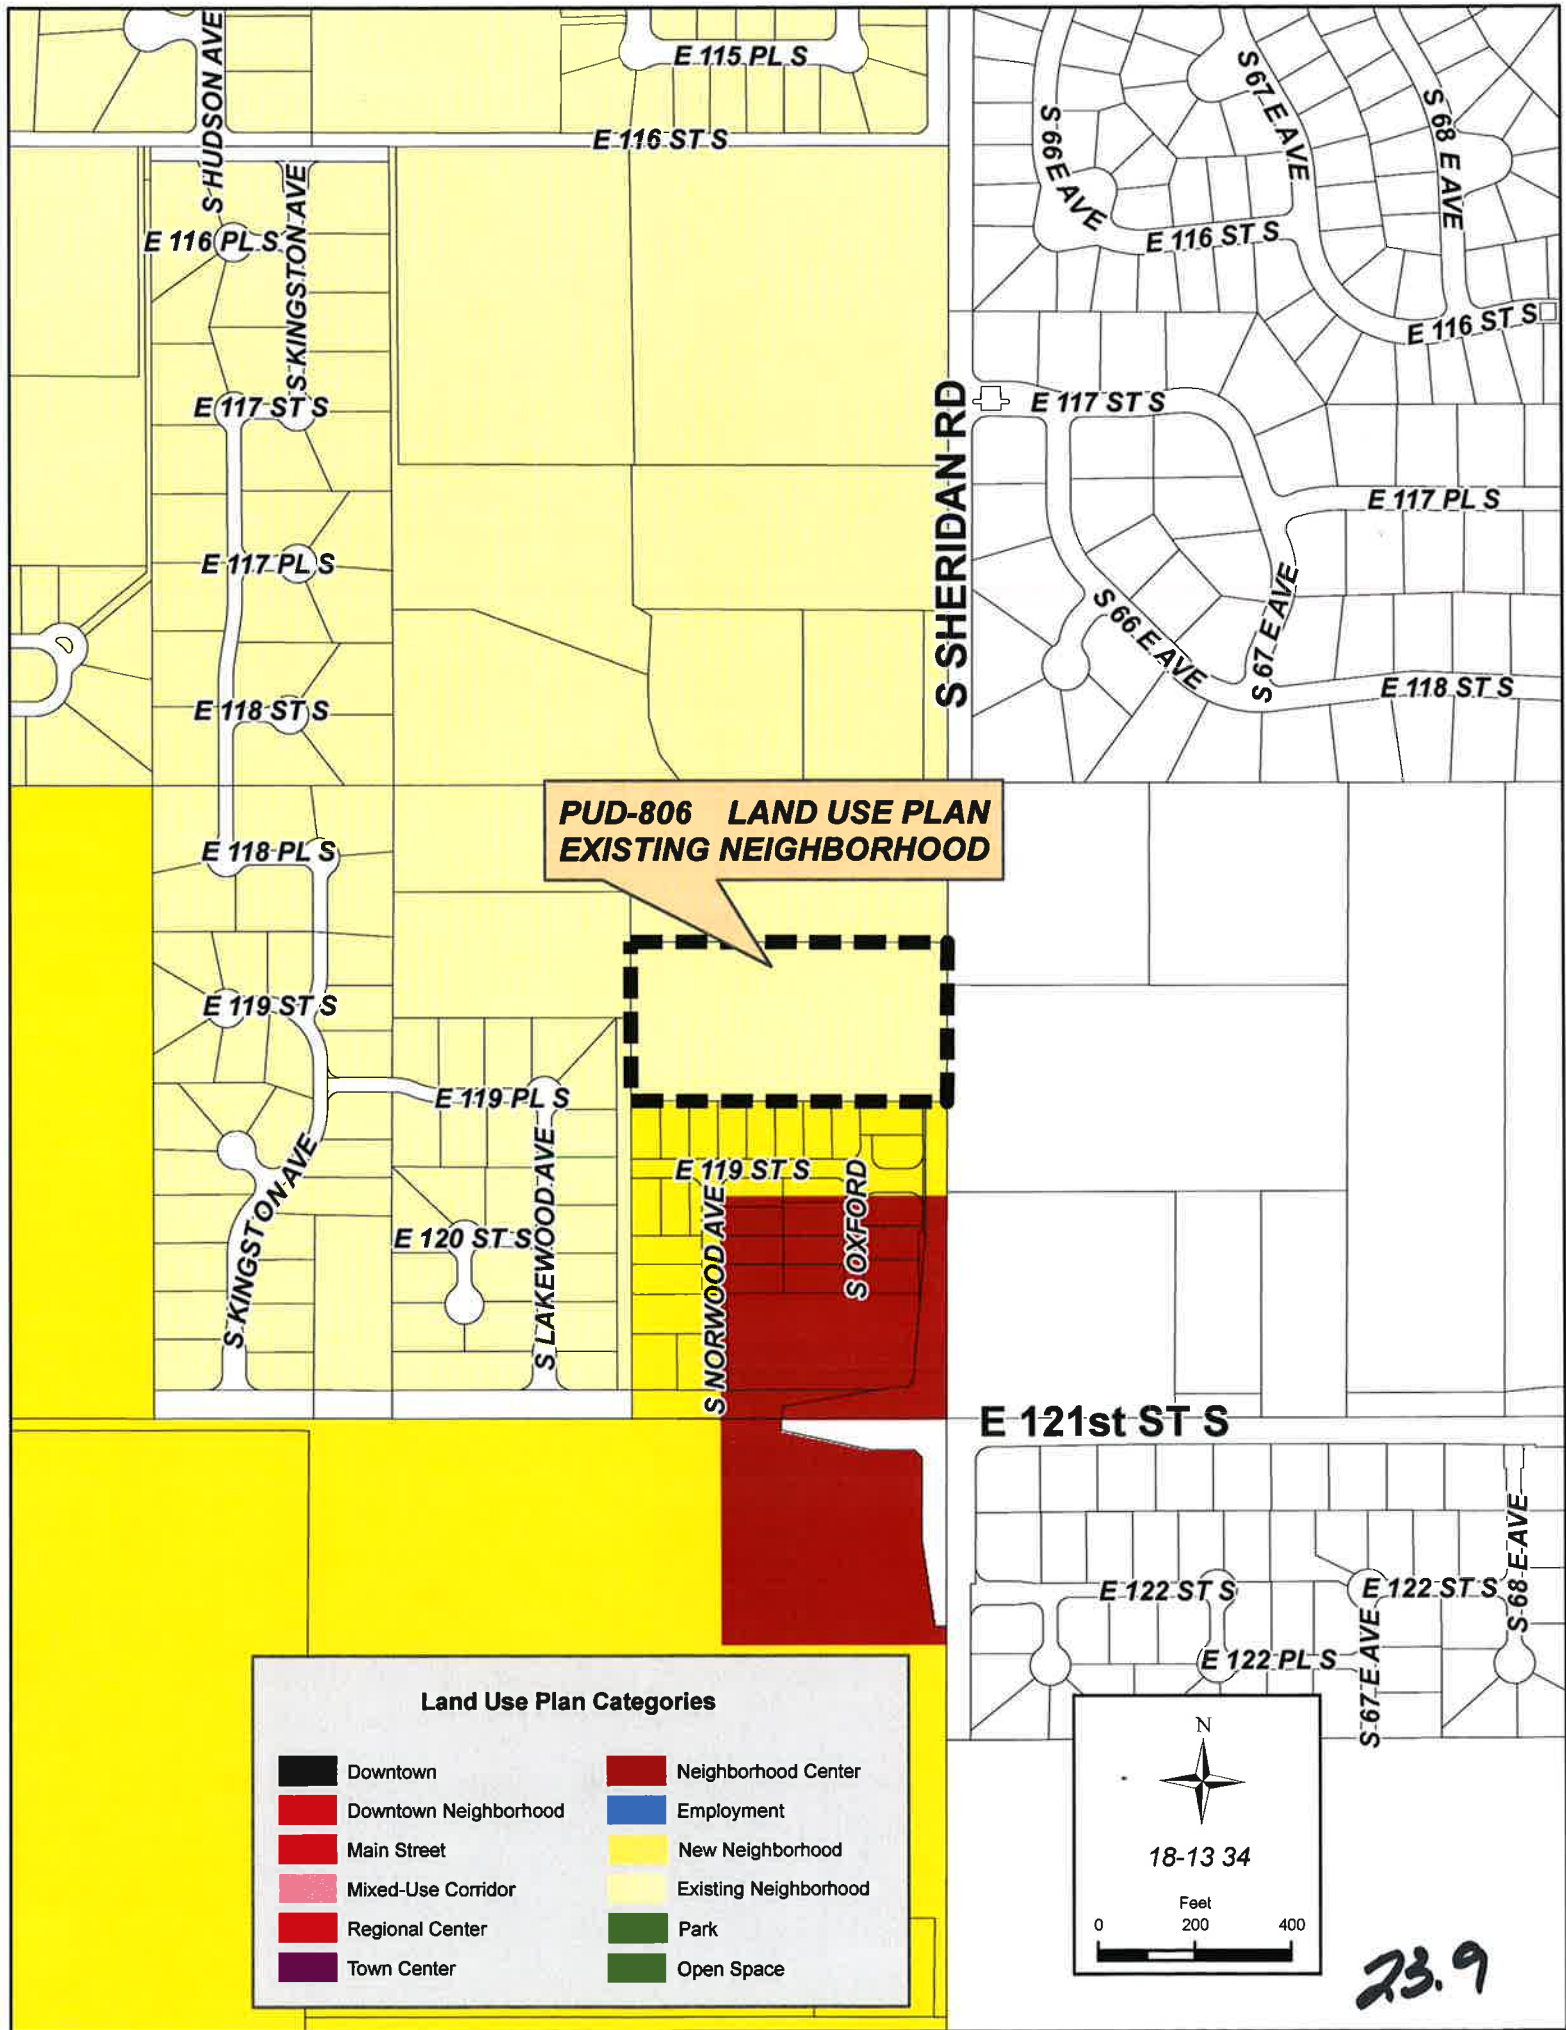 E 115 PL S
S HUDSON AVE
E 116 ST S
S 66 E AVE
S 67 E AVE
S 68 E AVE
E 116 PL S
S KINGSTON AVE
E 116 ST S
E 116 ST S
E 117 ST S
S SHERIDAN RD
E 117 ST S
E 117 PL S
E 117 PL S
S 66 E AVE
S 67 E AVE
E 118 ST S
E 118 ST S
PUD-806 LAND USE PLAN
EXISTING NEIGHBORHOOD
E 118 PL S
E 119 ST S
E 119 PL S
S KINGSTON AVE
E 119 ST S
S OXFORD
S NORWOOD AVE
E 120 ST S
S LAKEWOOD AVE
E 121st ST S
E 122 ST S
E 122 ST S
S 68 E AVE
E 122 PL S
S 67 E AVE
Land Use Plan Categories
Downtown
Downtown Neighborhood
Main Street
Mixed-Use Corridor
Regional Center
Town Center
Neighborhood Center
Employment
New Neighborhood
Existing Neighborhood
Park
Open Space
N
18-13 34
Feet
0 200 400
23.9